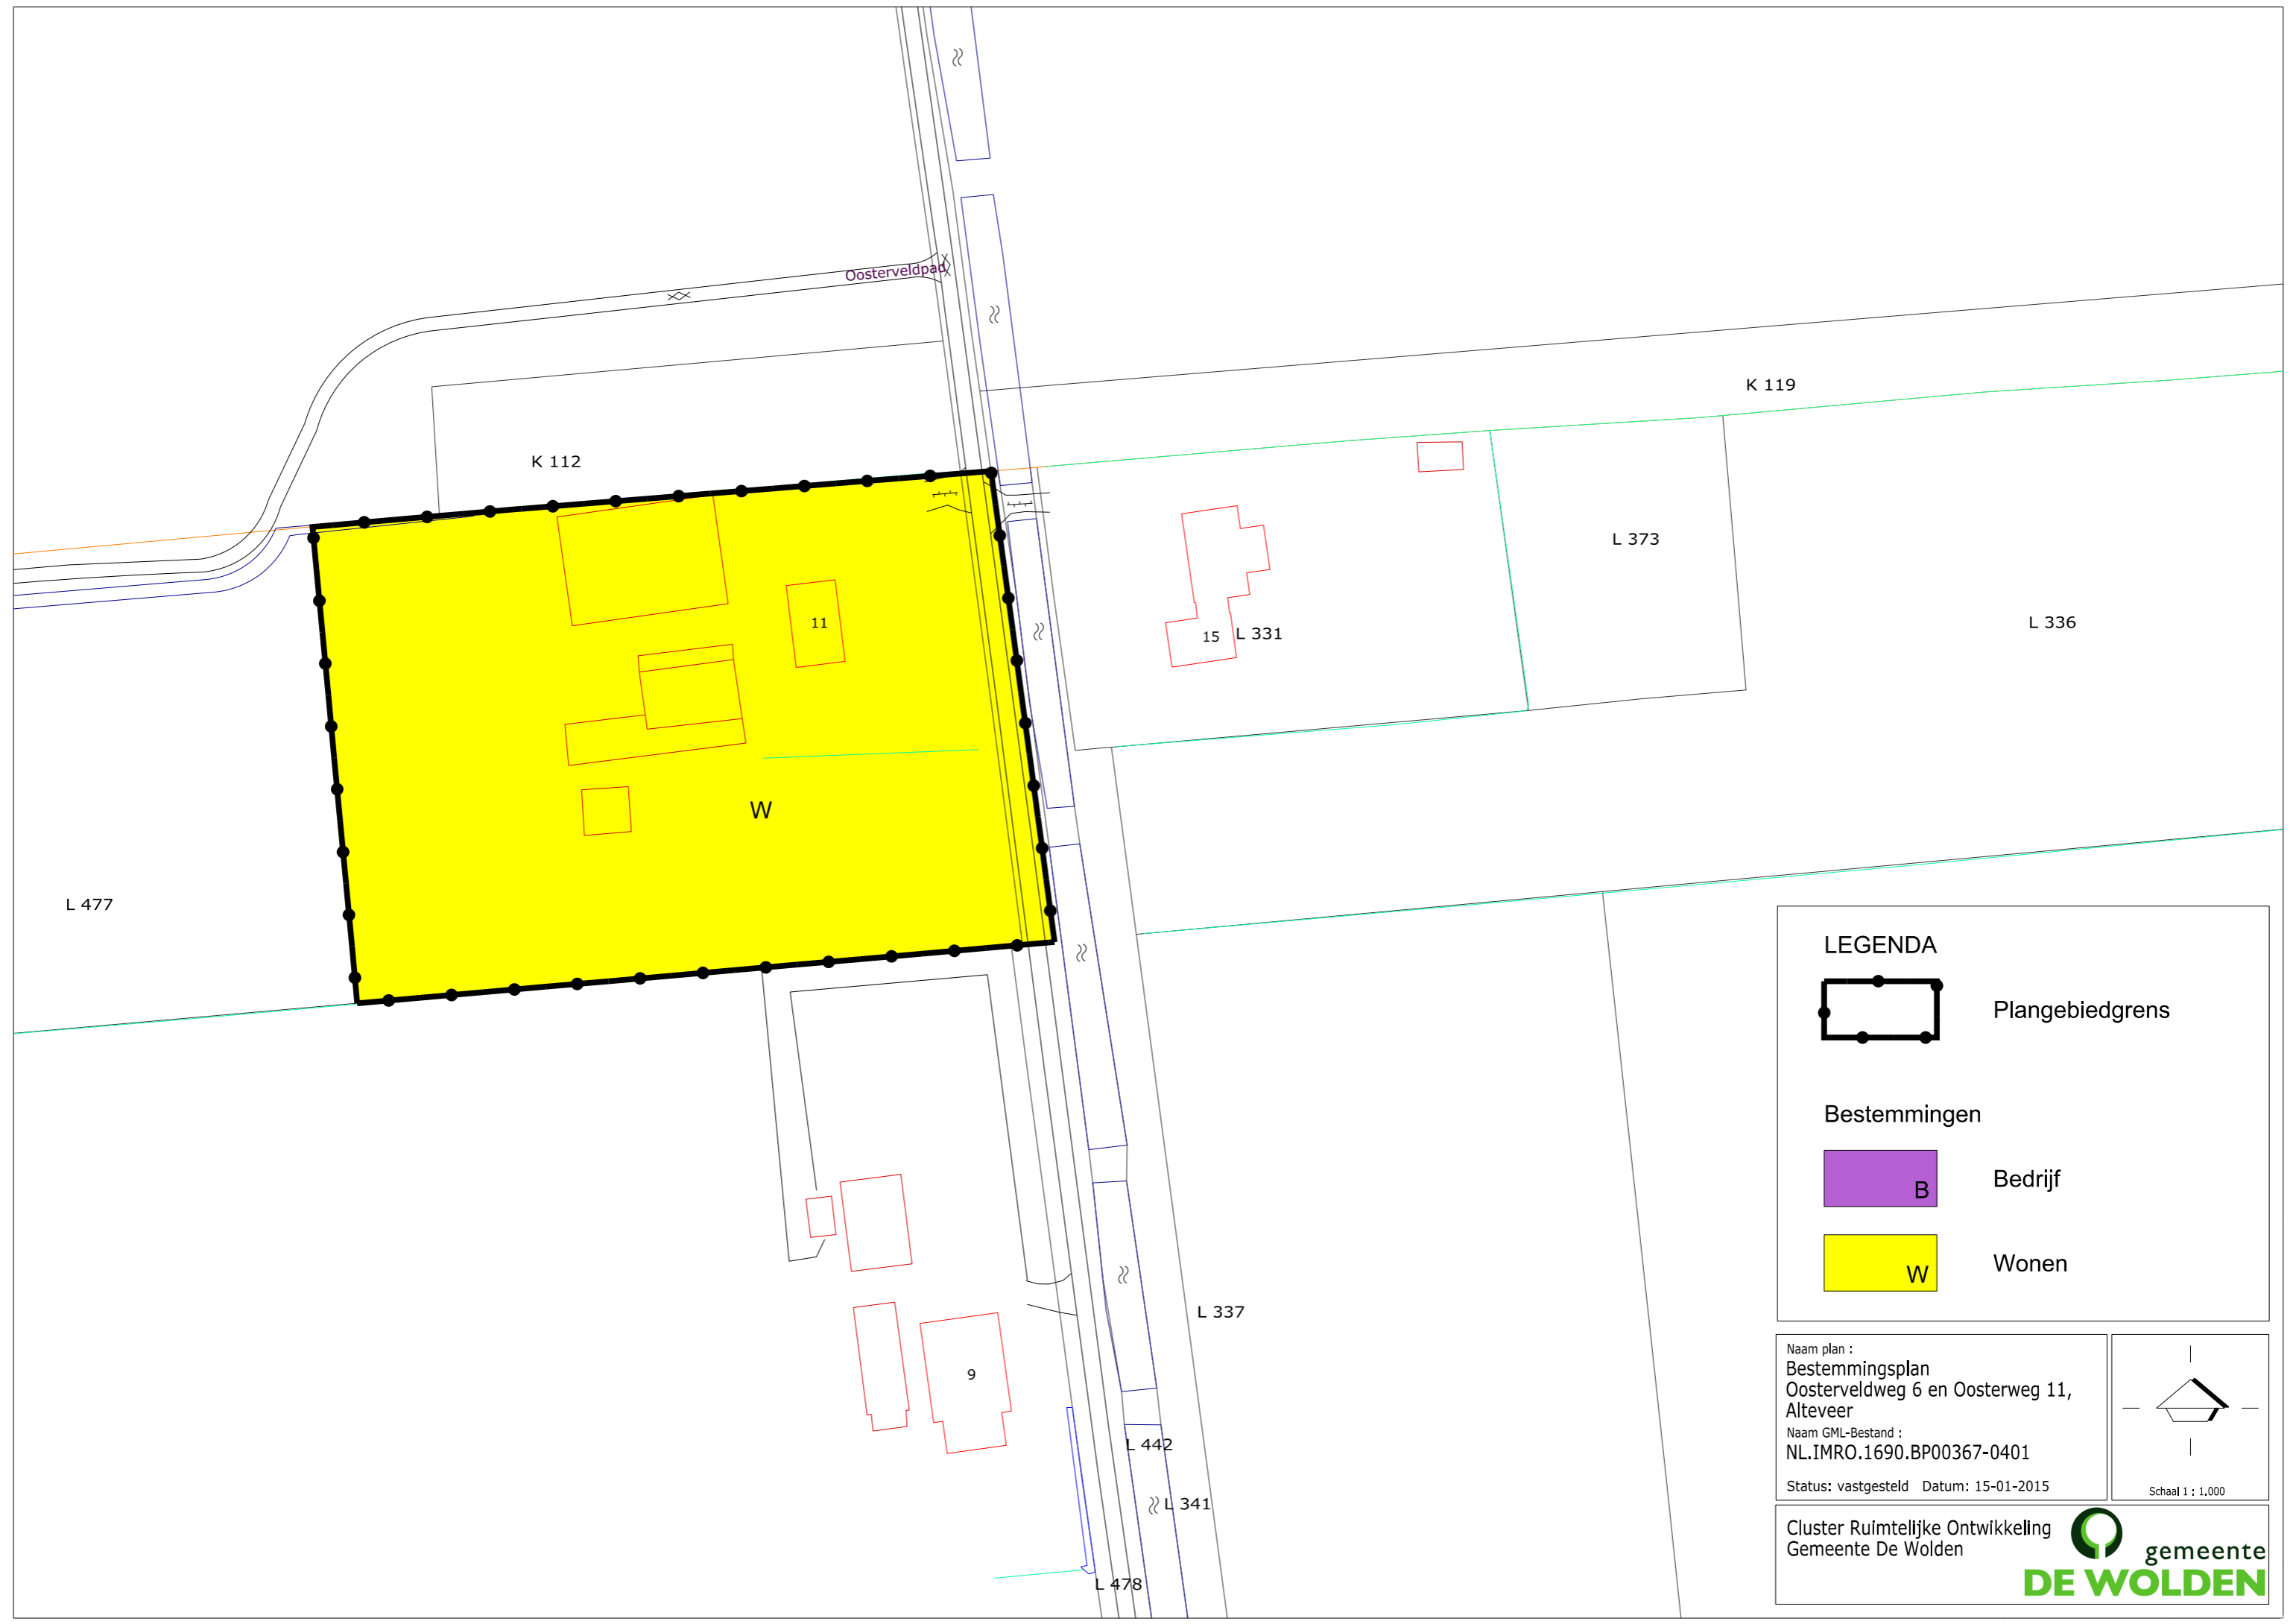 Oosterveldpad
K 119
K 112
L 373
11
L 336
15
L 331
W
L 477
LEGENDA
Plangebiedgrens
Bestemmingen
B
Bedrijf
W
Wonen
L 337
9
L 442
L 341
L 478
Naam plan :
Bestemmingsplan
Oosterveldweg 6 en Oosterweg 11,
Alteveer
Naam GML-Bestand :
NL.IMRO.1690.BP00367-0401
Status: vastgesteld Datum: 15-01-2015
Schaal 1 : 1.000
Cluster Ruimtelijke Ontwikkeling
Gemeente De Wolden
gemeente
DE WOLDEN